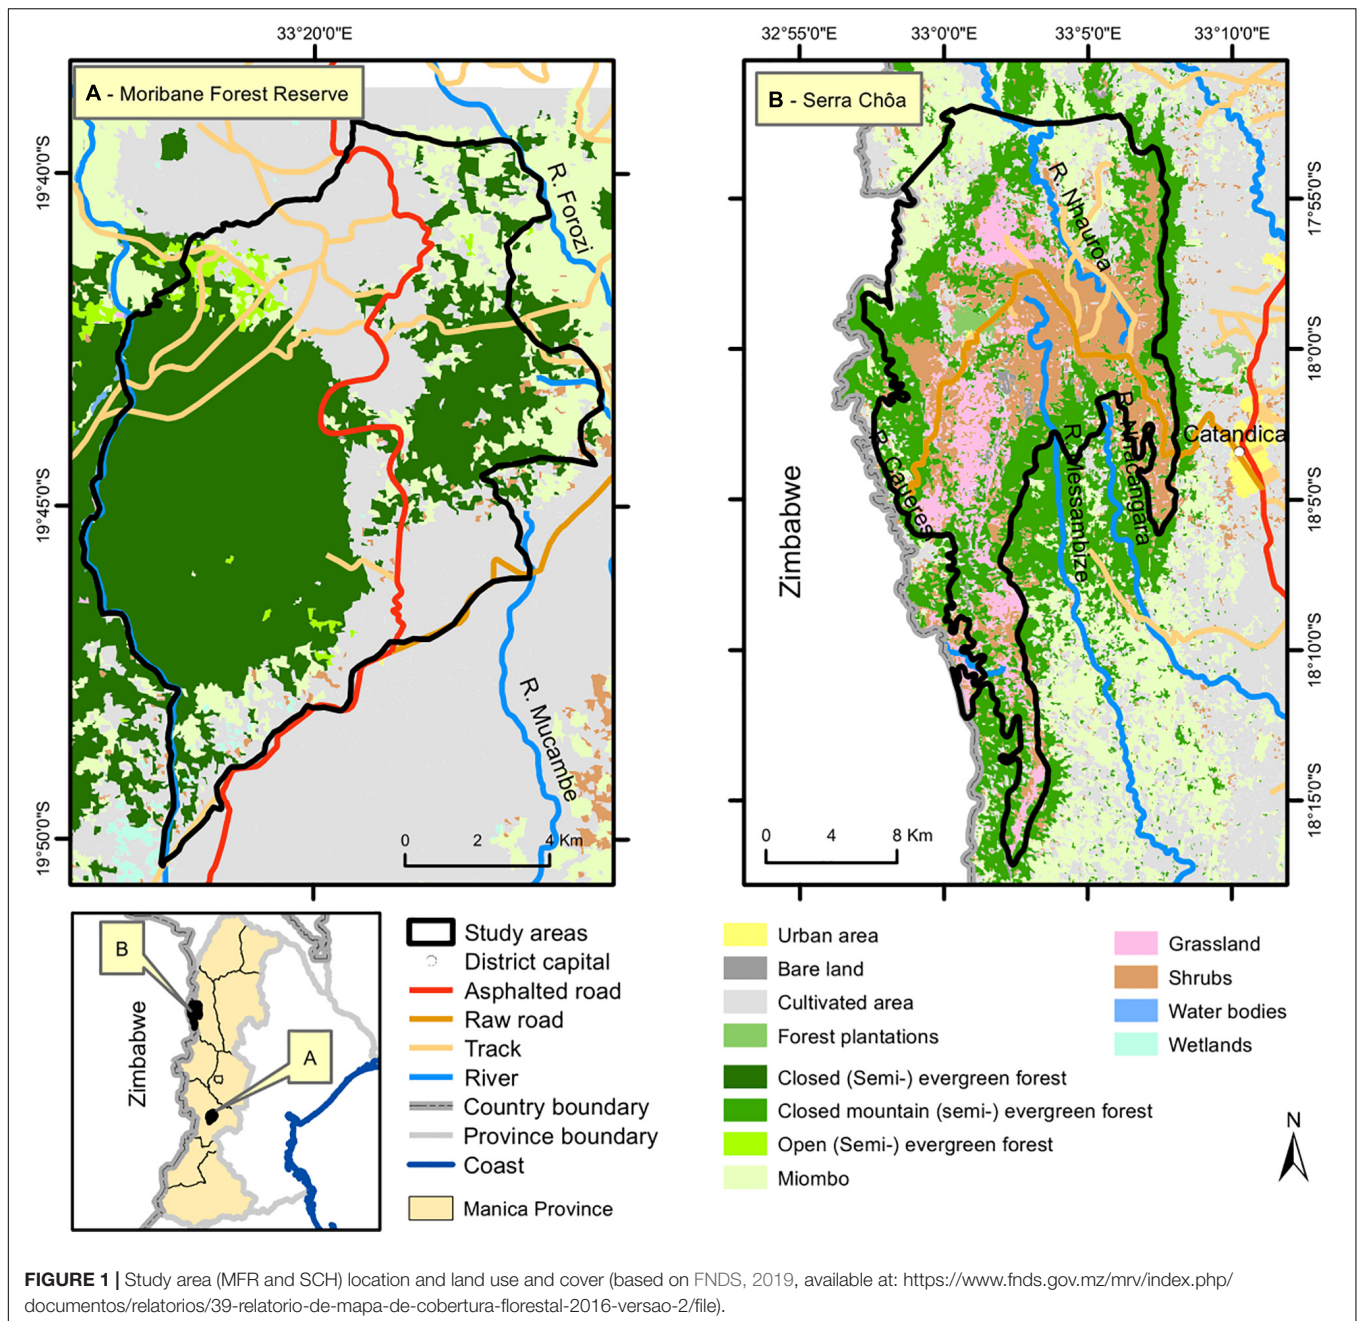 33°20'0"E
A - Moribane Forest Reserve
19°40'0"S
19°45'0"S
19°50'0"S
R. Forozi
R. Mucambe
0 2 4 Km
32°55'0"E 33°0'0"E 33°5'0"E 33°10'0"E
B - Serra Chôa
17°55'0"S
18°0'0"S
18°5'0"S
18°10'0"S
18°15'0"S
R. Nhauroa
Catandica
R. Caueres
R. Messambize
R. Nhacangara
Zimbabwe
0 4 8 Km
B
A
Zimbabwe
Study areas
District capital
Asphalted road
Raw road
Track
River
Country boundary
Province boundary
Coast
Manica Province
Urban area
Bare land
Cultivated area
Forest plantations
Closed (Semi-) evergreen forest
Closed mountain (semi-) evergreen forest
Open (Semi-) evergreen forest
Miombo
Grassland
Shrubs
Water bodies
Wetlands
N
FIGURE 1 | Study area (MFR and SCH) location and land use and cover (based on FNDS, 2019, available at: https://www.fnds.gov.mz/mrv/index.php/
documentos/relatorios/39-relatorio-de-mapa-de-cobertura-florestal-2016-versao-2/file).